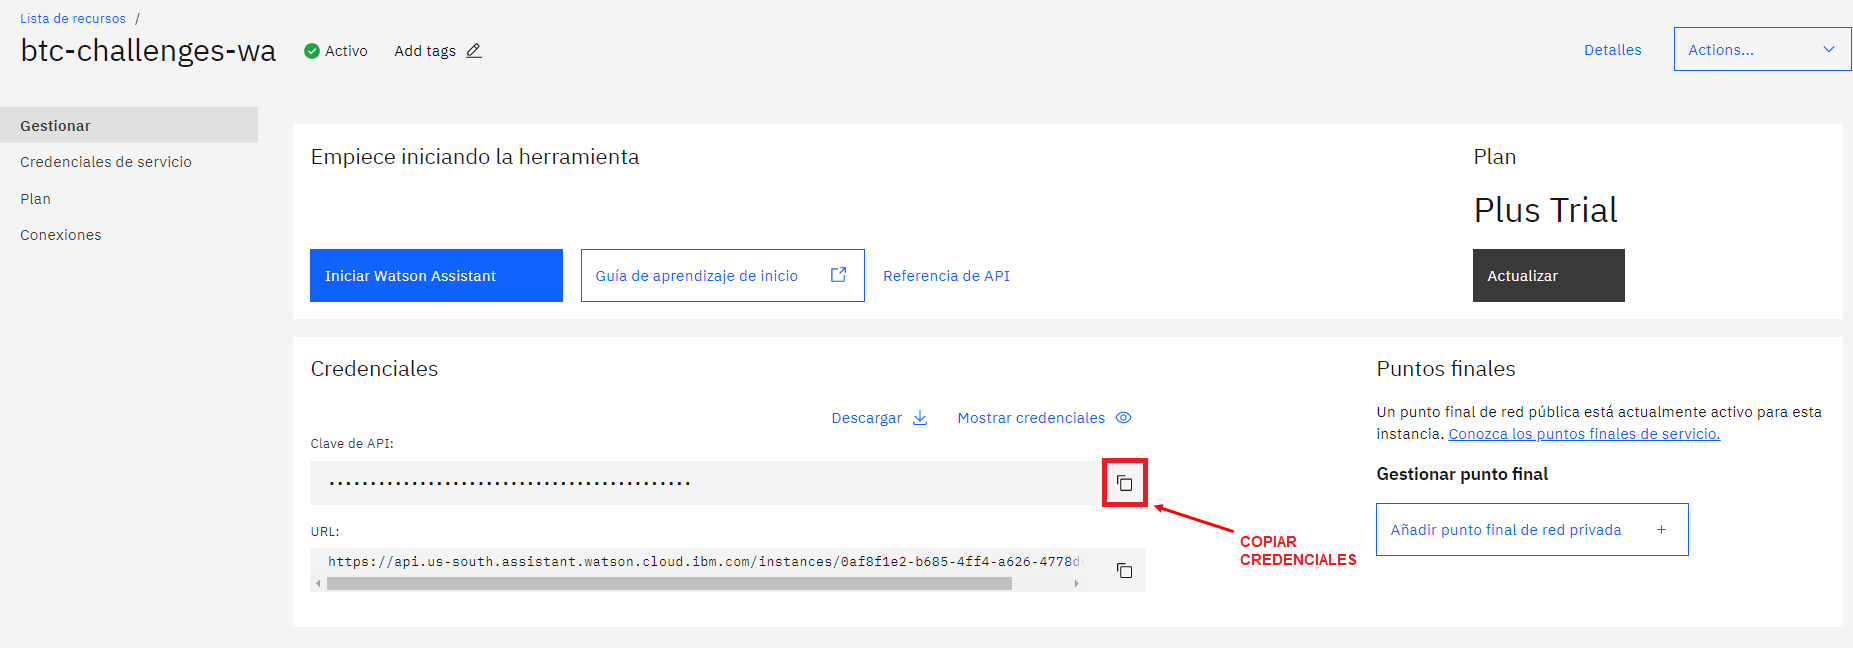 Lista de recursos /
btc-challenges-wa
Activo
Add tags
Detalles
Actions...
Gestionar
Credenciales de servicio
Plan
Conexiones
Empiece iniciando la herramienta
Iniciar Watson Assistant
Guía de aprendizaje de inicio
Referencia de API
Plan
Plus Trial
Actualizar
Credenciales
Descargar
Mostrar credenciales
Clave de API:
URL:
https://api.us-south.assistant.watson.cloud.ibm.com/instances/0af8f1e2-b685-4ff4-a626-4778d
COPIAR
CREDENCIALES
Puntos finales
Un punto final de red pública está actualmente activo para esta
instancia. Conozca los puntos finales de servicio.
Gestionar punto final
Añadir punto final de red privada +